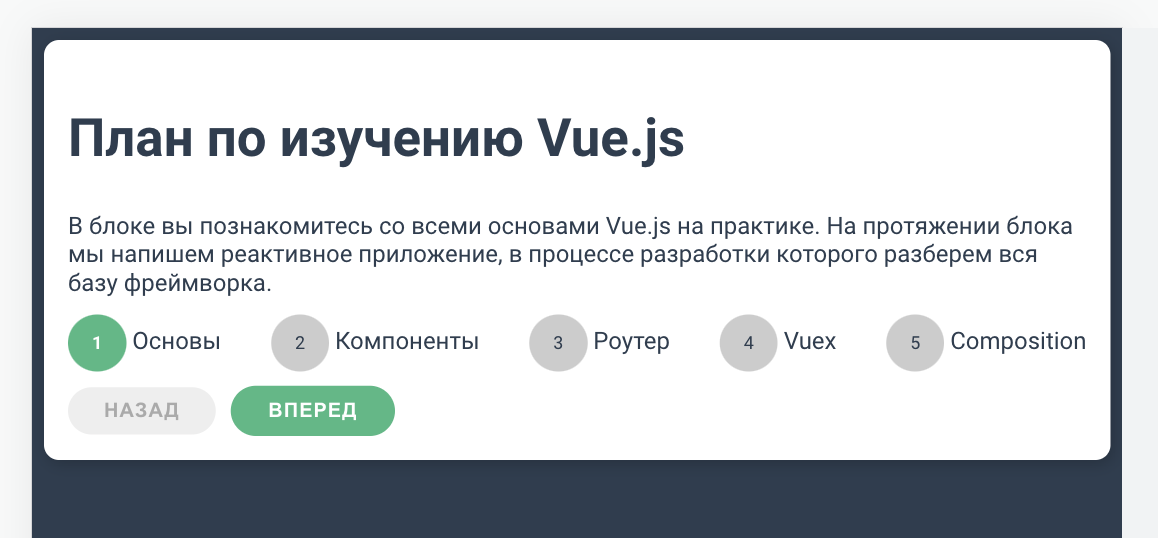 План по изучению Vue.js
В блоке вы познакомитесь со всеми основами Vue.js на практике. На протяжении блока
мы напишем реактивное приложение, в процессе разработки которого разберем вся
базу фреймворка.
1 Основы 2 Компоненты 3 Роутер 4 Vuex 5 Composition
НАЗАД ВПЕРЕД